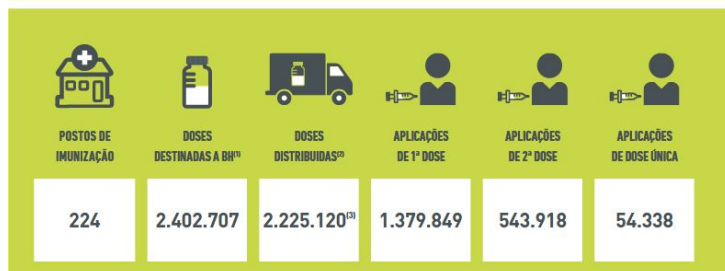 POSTOS DE
IMUNIZAÇÃO
DOSES
DESTINADAS A BH(1)
DOSES
DISTRIBUIDAS(2)
APLICAÇÕES
DE 1ª DOSE
APLICAÇÕES
DE 2ª DOSE
APLICAÇÕES
DE DOSE ÚNICA
224
2.402.707
2.225.120(3)
1.379.849
543.918
54.338